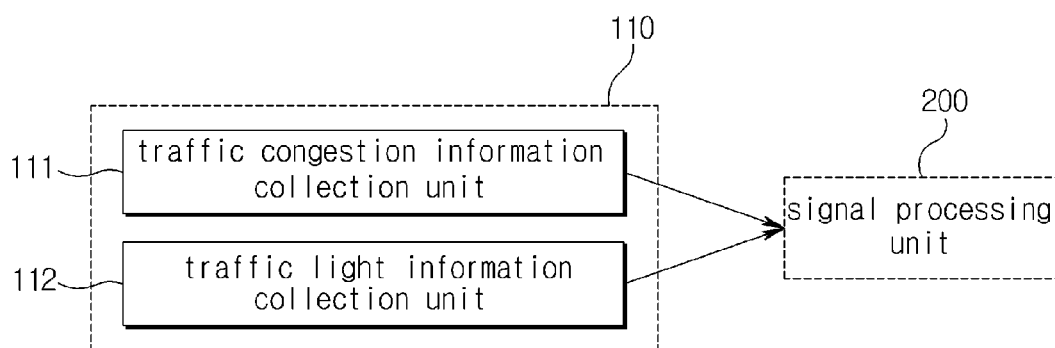 110
200
111
traffic congestion information
collection unit
signal processing
unit
112
traffic light information
collection unit